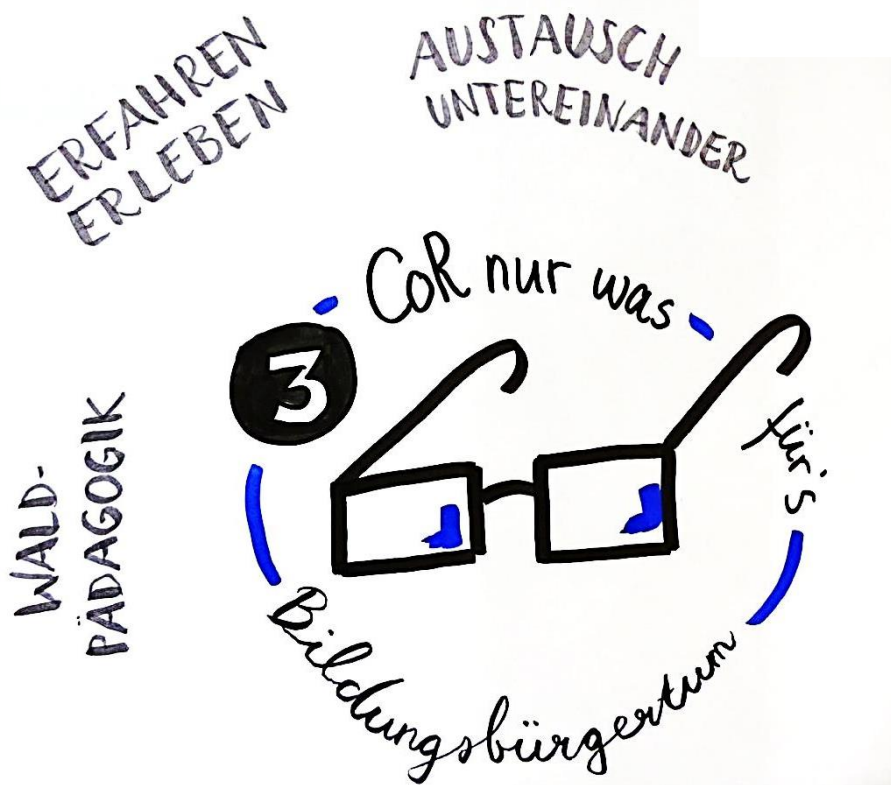 ERFAHREN
ERLEBEN
AUSTAUSCH
UNTEREINANDER
WALD-
PÄDAGOGIK
3
CoR nur was
für's
Bildungsbürgertum